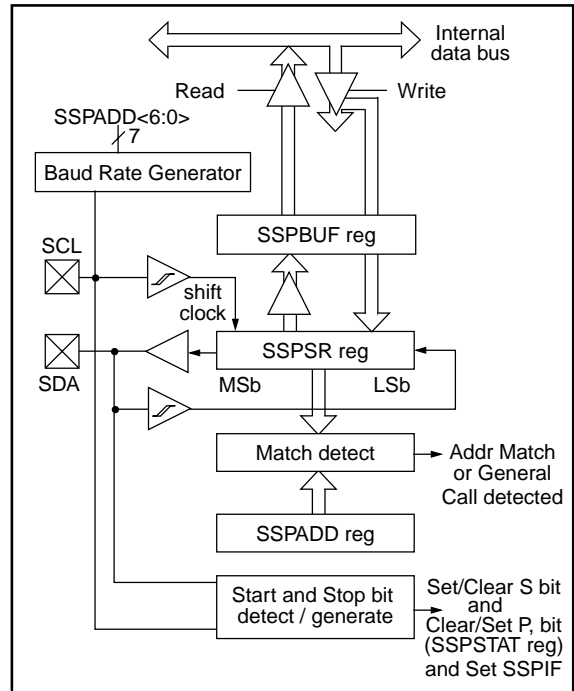 Internal
data bus
Read
Write
SSPADD<6:0>
7
Baud Rate Generator
SSPBUF reg
SCL
shift
clock
SSPSR reg
SDA
MSb
LSb
Match detect
Addr Match
or General
Call detected
SSPADD reg
Start and Stop bit
detect / generate
Set/Clear S bit
and
Clear/Set P, bit
(SSPSTAT reg)
and Set SSPIF